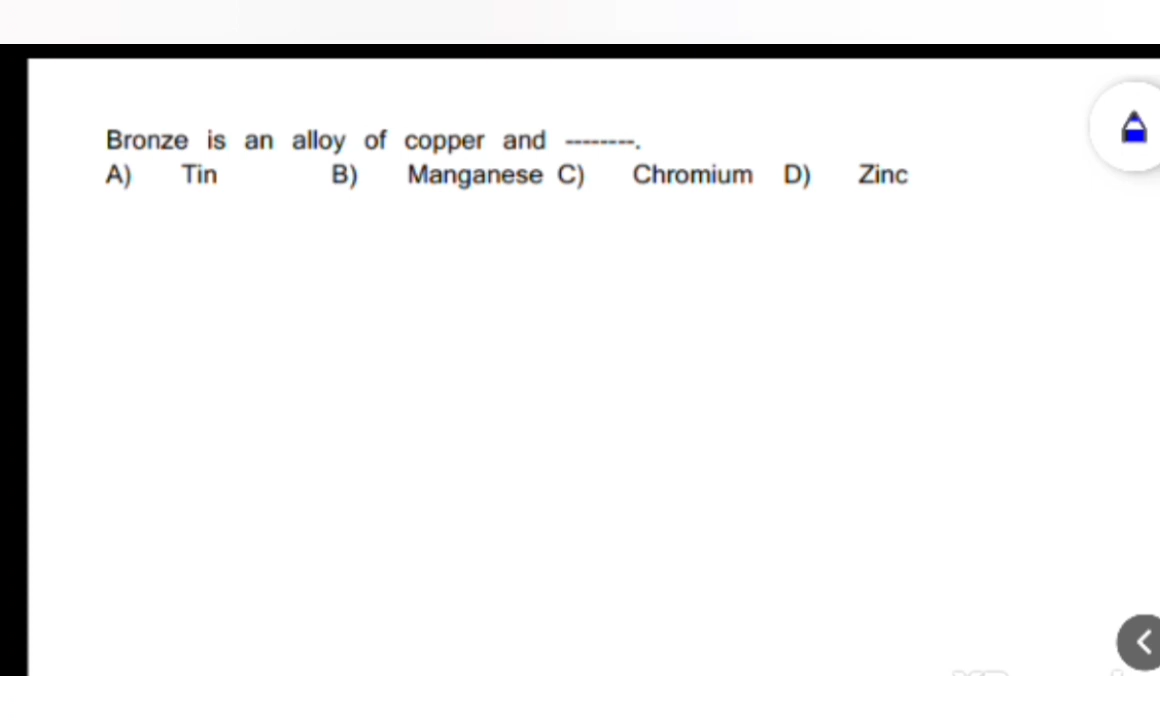 Bronze is an alloy of copper and --------.
A) Tin B) Manganese C) Chromium D) Zinc